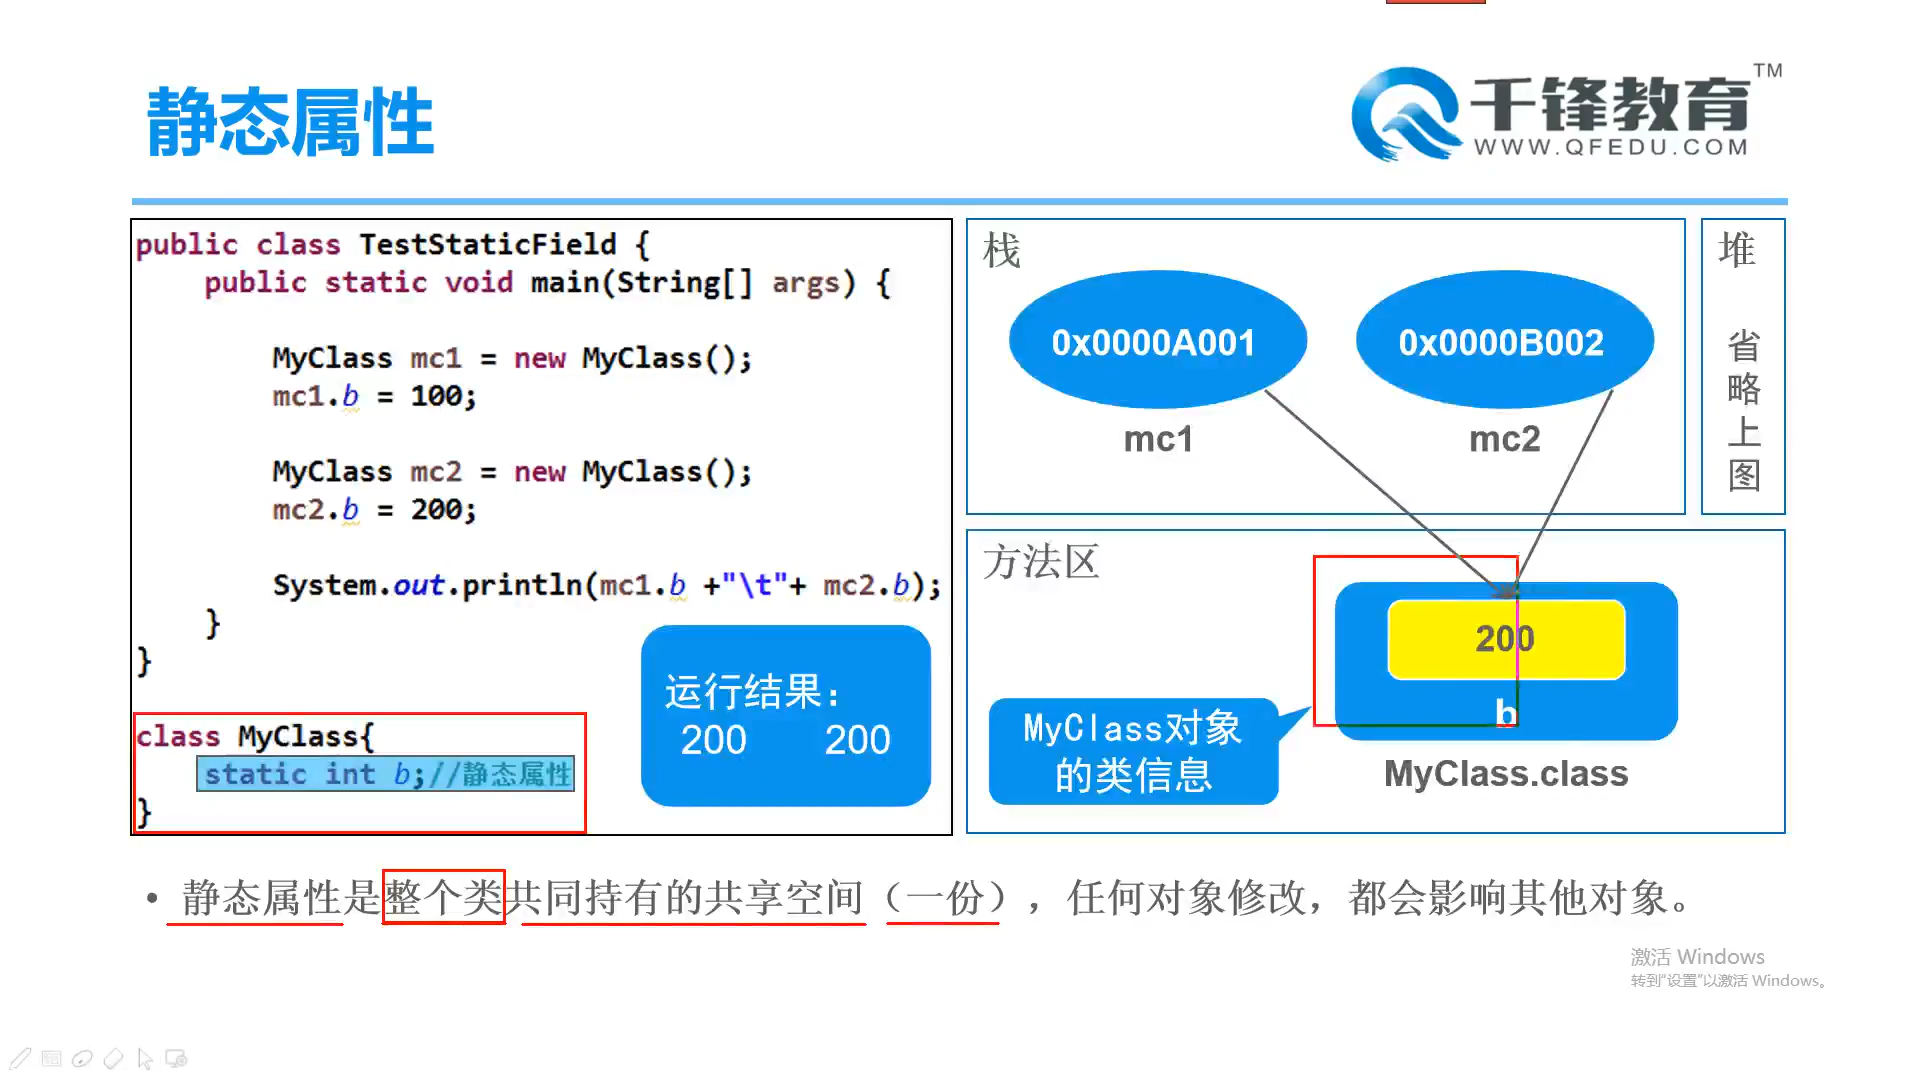 静态属性
千锋教育™
WWW.QFEDU.COM
public class TestStaticField {
public static void main(String[] args) {
MyClass mc1 = new MyClass();
mc1.b = 100;
MyClass mc2 = new MyClass();
mc2.b = 200;
System.out.println(mc1.b +"\t"+ mc2.b);
}
}
class MyClass{
static int b;//静态属性
}
运行结果：
200 200
栈
0x0000A001
mc1
0x0000B002
mc2
堆
省
略
上
图
方法区
200
b
MyClass.class
MyClass对象
的类信息
• 静态属性是整个类共同持有的共享空间（一份），任何对象修改，都会影响其他对象。
激活 Windows
转到“设置”以激活 Windows。